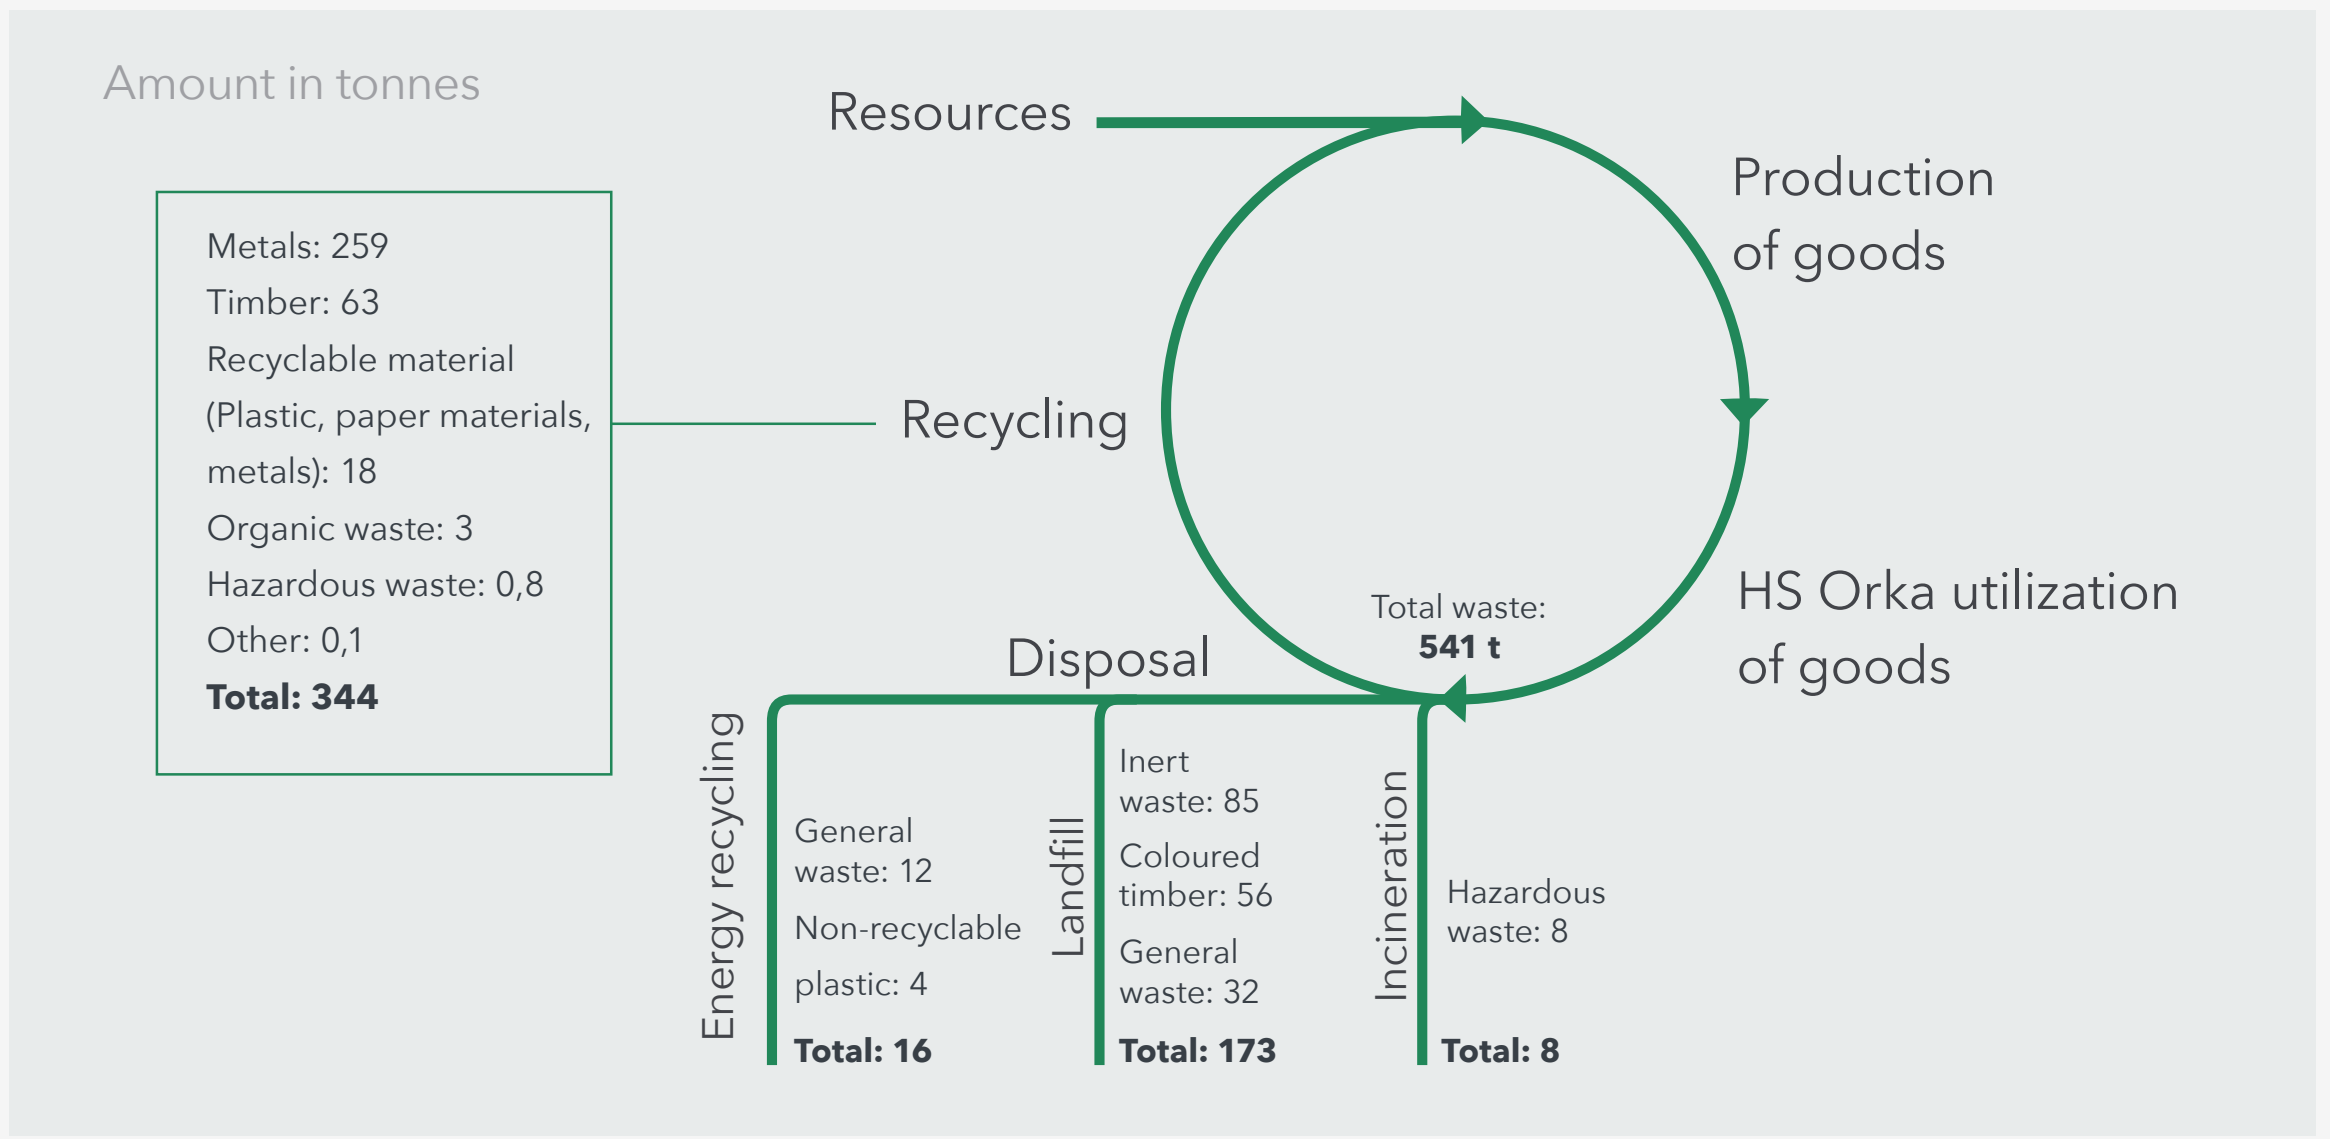 Amount in tonnes
Resources
Production
of goods
Metals: 259
Timber: 63
Recyclable material
(Plastic, paper materials,
metals): 18
Organic waste: 3
Hazardous waste: 0,8
Other: 0,1
Total: 344
Recycling
HS Orka utilization
of goods
Total waste:
541 t
Disposal
Energy recycling
General
waste: 12
Non-recyclable
plastic: 4
Total: 16
Landfill
Inert
waste: 85
Coloured
timber: 56
General
waste: 32
Total: 173
Incineration
Hazardous
waste: 8
Total: 8